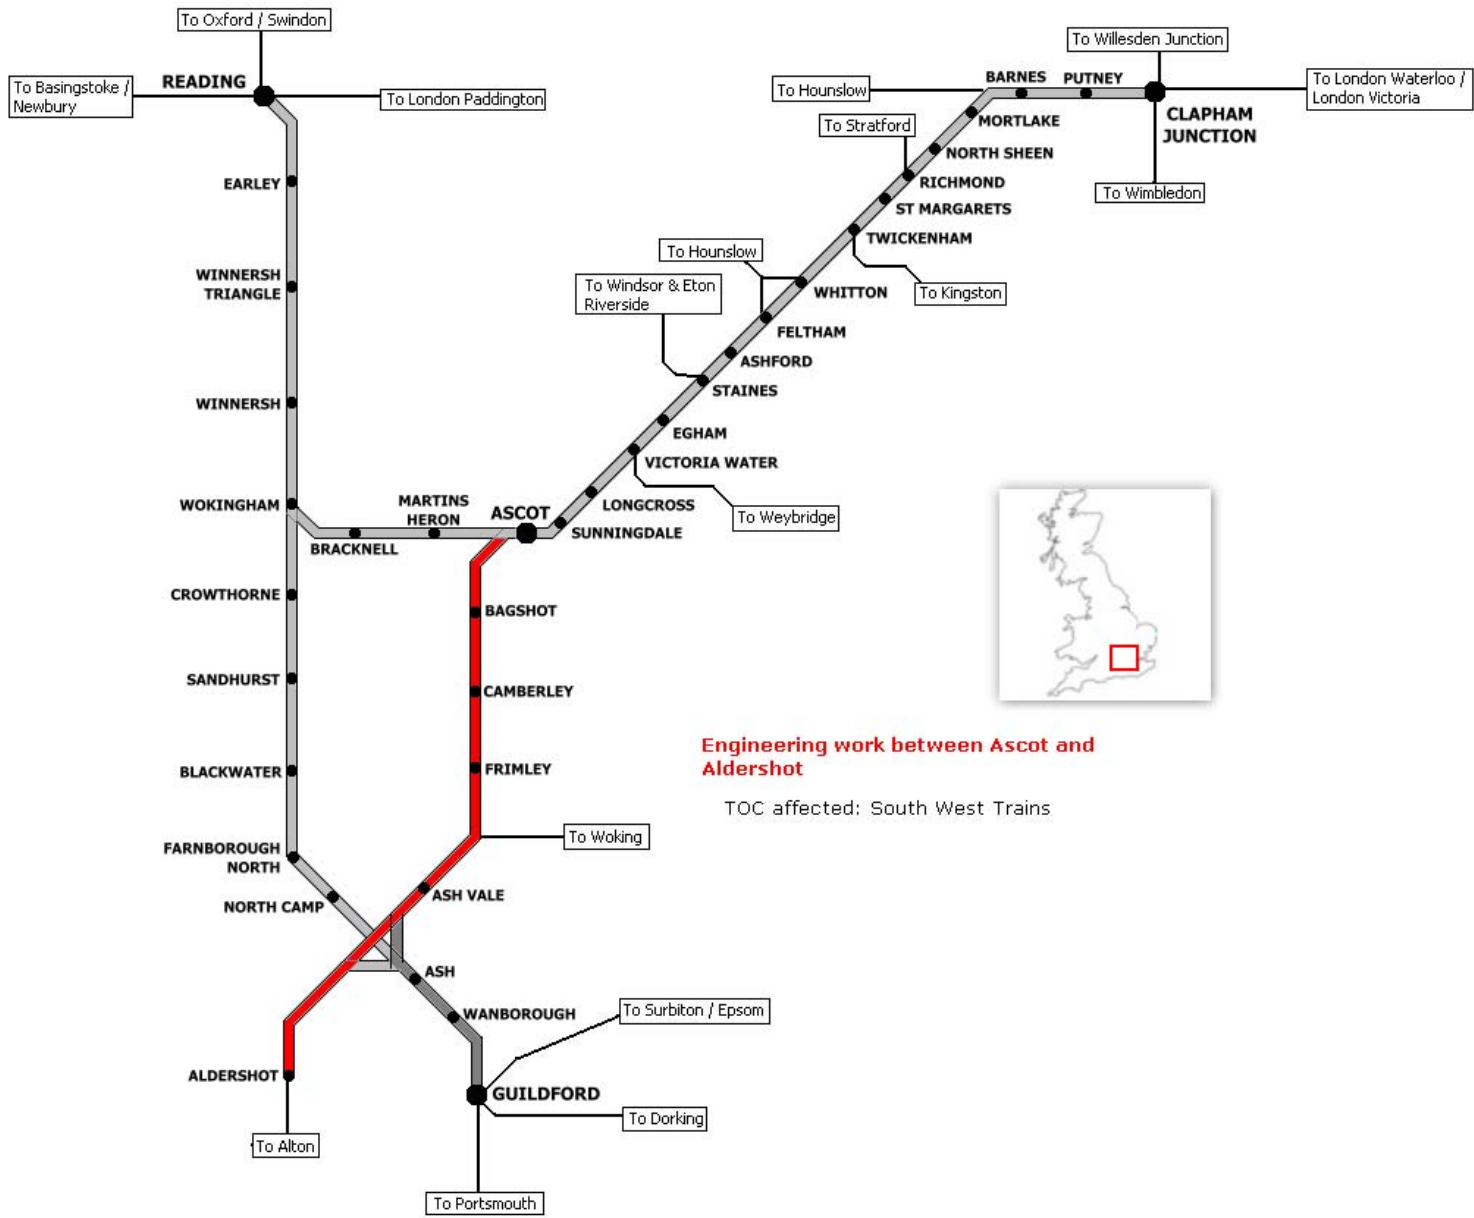 To Oxford / Swindon
READING
To Basingstoke /
Newbury
To London Paddington
EARLEY
WINNERSH
TRIANGLE
WINNERSH
WOKINGHAM
BRACKNELL
MARTINS
HERON
ASCOT
CROWTHORNE
SANDHURST
BLACKWATER
FARNBOROUGH
NORTH
NORTH CAMP
ASH
WANBOROUGH
GUILDFORD
To Surbiton / Epsom
To Dorking
To Portsmouth
BAGSHOT
CAMBERLEY
FRIMLEY
To Woking
ASH VALE
ALDERSHOT
To Alton
SUNNINGDALE
LONGCROSS
VICTORIA WATER
To Weybridge
EGHAM
STAINES
To Windsor & Eton
Riverside
ASHFORD
FELTHAM
To Hounslow
WHITTON
TWICKENHAM
To Kingston
ST MARGARETS
RICHMOND
To Stratford
NORTH SHEEN
MORTLAKE
To Hounslow
BARNES
PUTNEY
To Willesden Junction
CLAPHAM
JUNCTION
To London Waterloo /
London Victoria
To Wimbledon
Engineering work between Ascot and
Aldershot
TOC affected: South West Trains